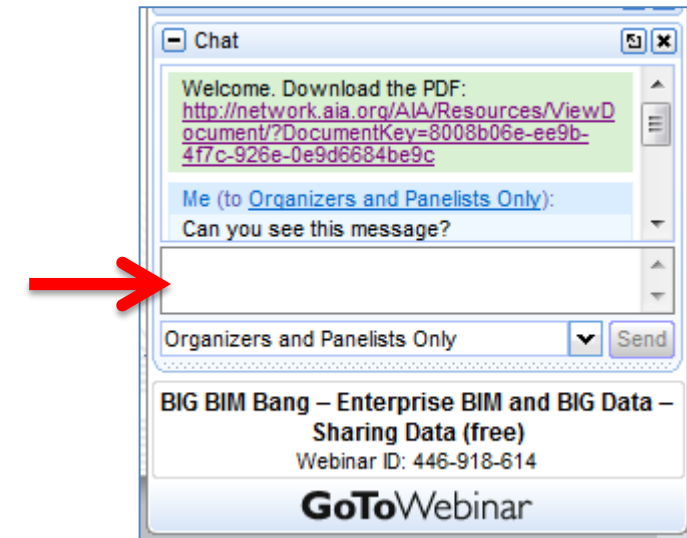 Chat
Welcome. Download the PDF:
http://network.aia.org/AIA/Resources/ViewD
ocument/?DocumentKey=8008b06e-ee9b-
4f7c-926e-0e9d6684be9c
Me (to Organizers and Panelists Only):
Can you see this message?
Organizers and Panelists Only
Send
BIG BIM Bang – Enterprise BIM and BIG Data –
Sharing Data (free)
Webinar ID: 446-918-614
GoToWebinar